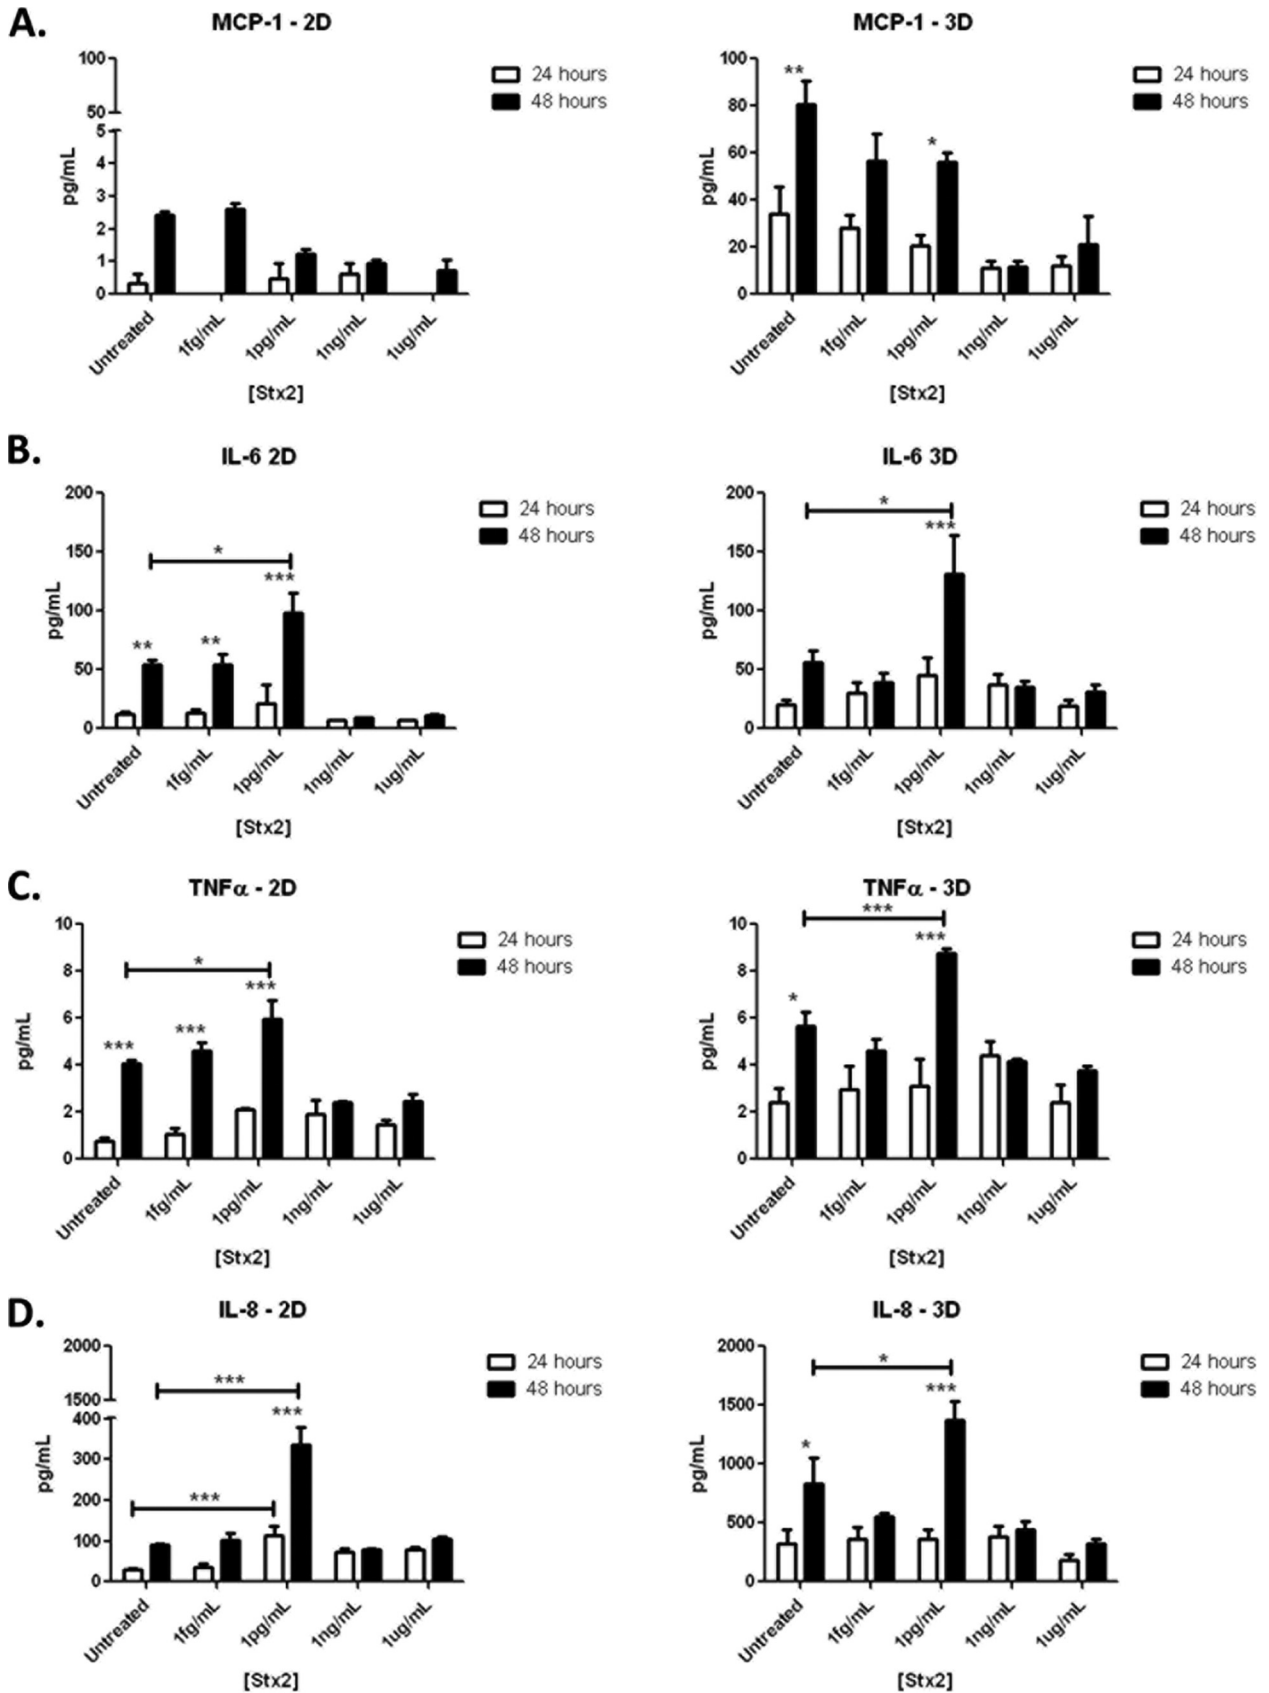 A.
MCP-1 - 2D
100
50
5
4
3
2
1
0
pg/mL
24 hours
48 hours
Untreated
1fg/mL
1pg/mL
1ng/mL
1ug/mL
[Stx2]
MCP-1 - 3D
100
80
60
40
20
0
pg/mL
**
*
24 hours
48 hours
Untreated
1fg/mL
1pg/mL
1ng/mL
1ug/mL
[Stx2]
B.
IL-6 2D
200
150
100
50
0
pg/mL
*
***
**
**
24 hours
48 hours
Untreated
1fg/mL
1pg/mL
1ng/mL
1ug/mL
[Stx2]
IL-6 3D
200
150
100
50
0
pg/mL
*
***
24 hours
48 hours
Untreated
1fg/mL
1pg/mL
1ng/mL
1ug/mL
[Stx2]
C.
TNFα - 2D
10
8
6
4
2
0
pg/mL
*
***
***
***
24 hours
48 hours
Untreated
1fg/mL
1pg/mL
1ng/mL
1ug/mL
[Stx2]
TNFα - 3D
10
8
6
4
2
0
pg/mL
***
***
*
24 hours
48 hours
Untreated
1fg/mL
1pg/mL
1ng/mL
1ug/mL
[Stx2]
D.
IL-8 - 2D
2000
1500
400
300
200
100
0
pg/mL
***
***
***
24 hours
48 hours
Untreated
1fg/mL
1pg/mL
1ng/mL
1ug/mL
[Stx2]
IL-8 - 3D
2000
1500
1000
500
0
pg/mL
*
***
*
24 hours
48 hours
Untreated
1fg/mL
1pg/mL
1ng/mL
1ug/mL
[Stx2]